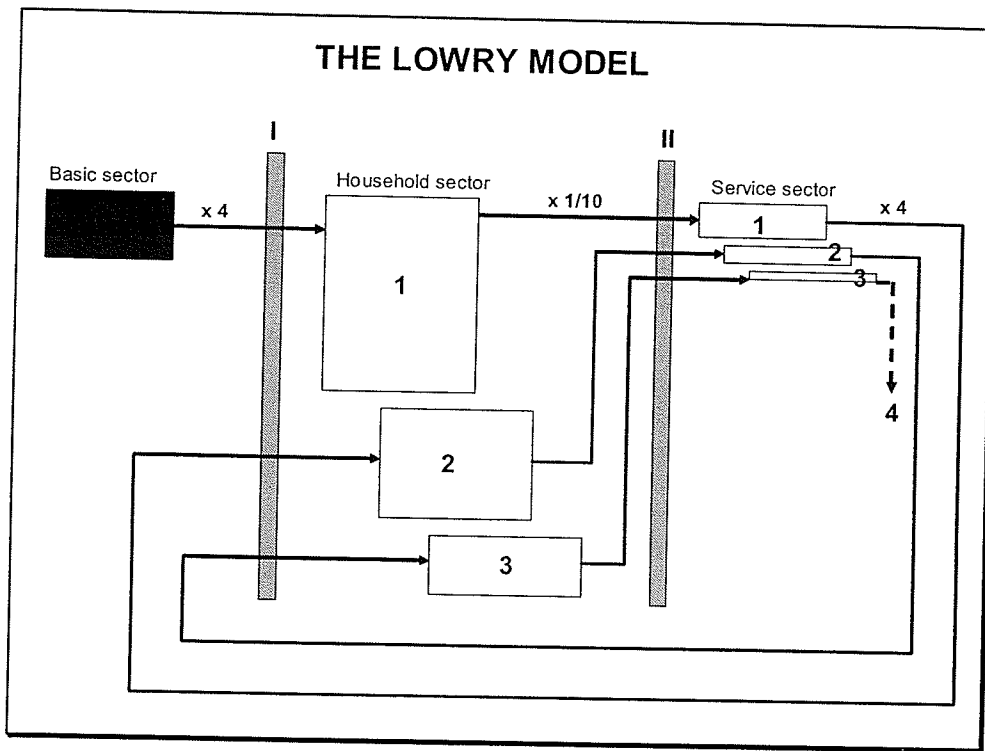 THE LOWRY MODEL
I
II
Basic sector
Household sector
Service sector
x 4
x 1/10
x 4
1
1
2
3
2
3
4